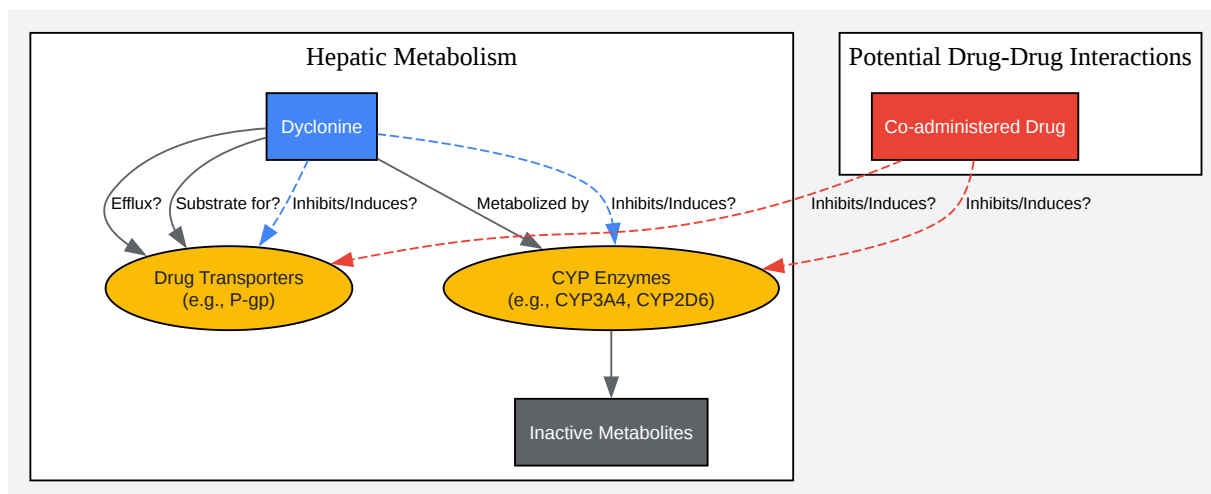 Hepatic Metabolism
Potential Drug-Drug Interactions
Dyclonine
Co-administered Drug
Efflux?
Substrate for?
Inhibits/Induces?
Metabolized by
Inhibits/Induces?
Inhibits/Induces?
Inhibits/Induces?
Drug Transporters
(e.g., P-gp)
CYP Enzymes
(e.g., CYP3A4, CYP2D6)
Inactive Metabolites